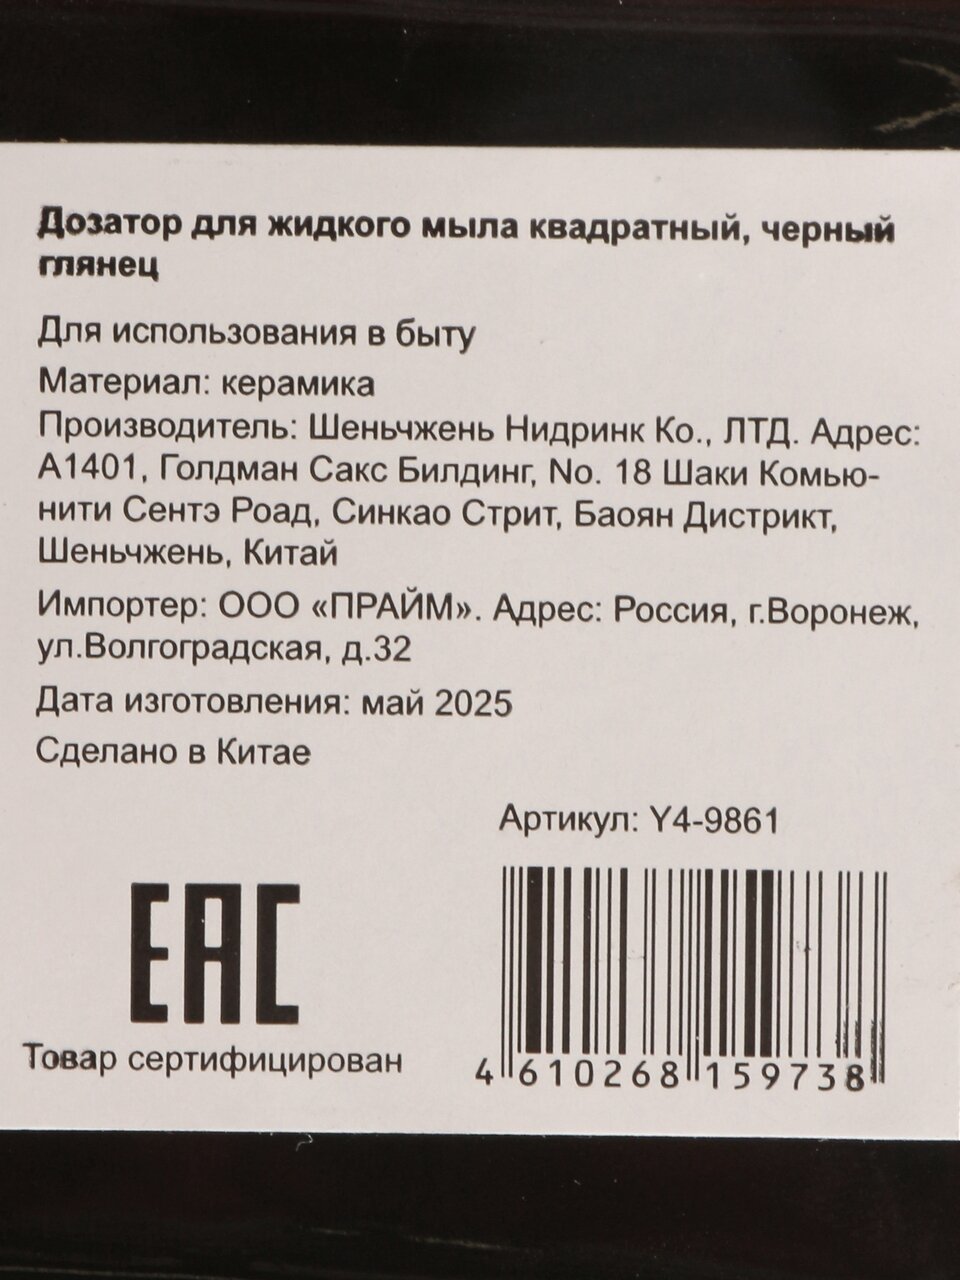 Дозатор для жидкого мыла квадратный, черный
глянец
Для использования в быту
Материал: керамика
Производитель: Шеньчжень Нидринк Ко., ЛТД. Адрес:
А1401, Голдман Сакс Билдинг, No. 18 Шаки Комью-
нити Сентэ Роад, Синкао Стрит, Баоян Дистрикт,
Шеньчжень, Китай
Импортер: ООО «ПРАЙМ». Адрес: Россия, г.Воронеж,
ул.Волгоградская, д.32
Дата изготовления: май 2025
Сделано в Китае
Артикул: Y4-9861
EAC
Товар сертифицирован
4 610268 159738